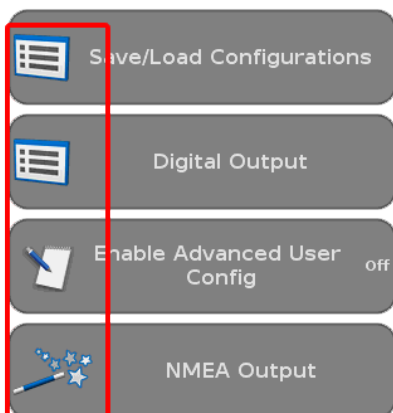 Save/Load Configurations
Digital Output
Enable Advanced User
Config
Off
NMEA Output